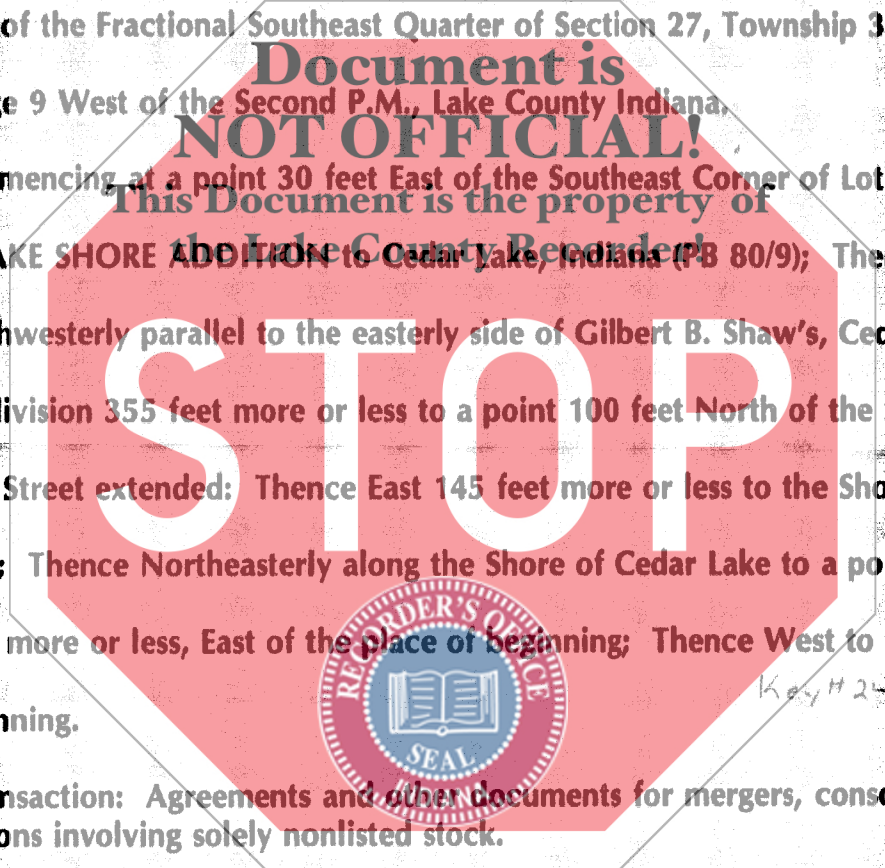 of the Fractional Southeast Quarter of Section 27, Township 3
Document is
e 9 West of the Second P.M., Lake County Indiana.
NOT OFFICIAL!
mencing at a point 30 feet East of the Southeast Corner of Lot
This Document is the property of
AKE SHORE ADDITION to Cedar Lake, Indiana (PB 80/9); The
the Lake County Recorder!
hwesterly parallel to the easterly side of Gilbert B. Shaw's, Ced
STOP
division 355 feet more or less to a point 100 feet North of the
Street extended: Thence East 145 feet more or less to the Sho
; Thence Northeasterly along the Shore of Cedar Lake to a po
RECORDER'S OFFICE
more or less, East of the place of beginning; Thence West to
Key # 24
nning.
SEAL
nsaction: Agreements and other documents for mergers, conso
INDIANA
ons involving solely nonlisted stock.